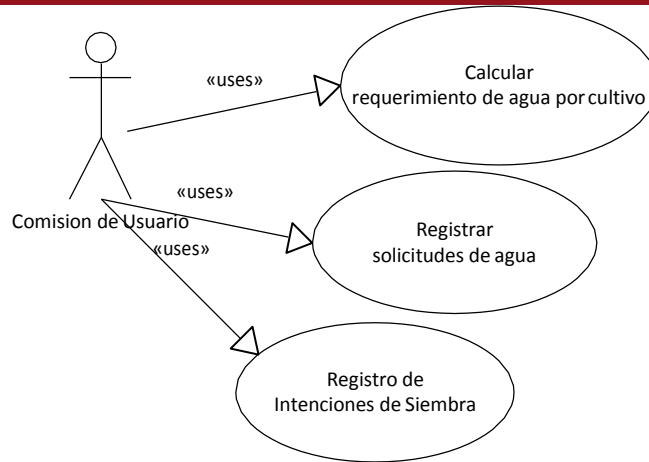 «uses»
Calcular
requerimiento de agua por cultivo
«uses»
Comision de Usuario
«uses»
Registrar
solicitudes de agua
Registro de
Intenciones de Siembra